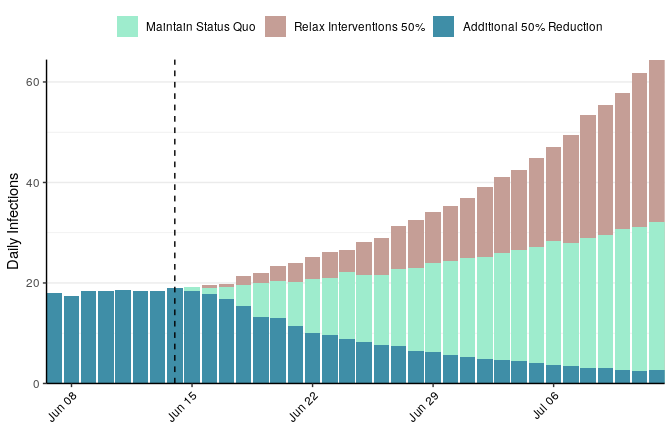 Maintain Status Quo Relax Interventions 50% Additional 50% Reduction
Daily Infections
60
40
20
0
Jun 08 Jun 15 Jun 22 Jun 29 Jul 06